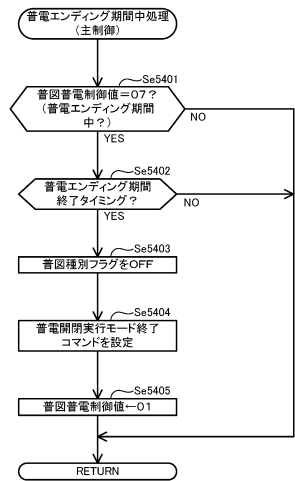 普電エンディング期間中処理
(主制御)
Se5401
普図普電制御値=07?
(普電エンディング期間
中?)
NO
YES
Se5402
普電エンディング期間
終了タイミング?
NO
YES
Se5403
普図種別フラグをOFF
Se5404
普電開閉実行モード終了
コマンドを設定
Se5405
普図普電制御値←01
RETURN